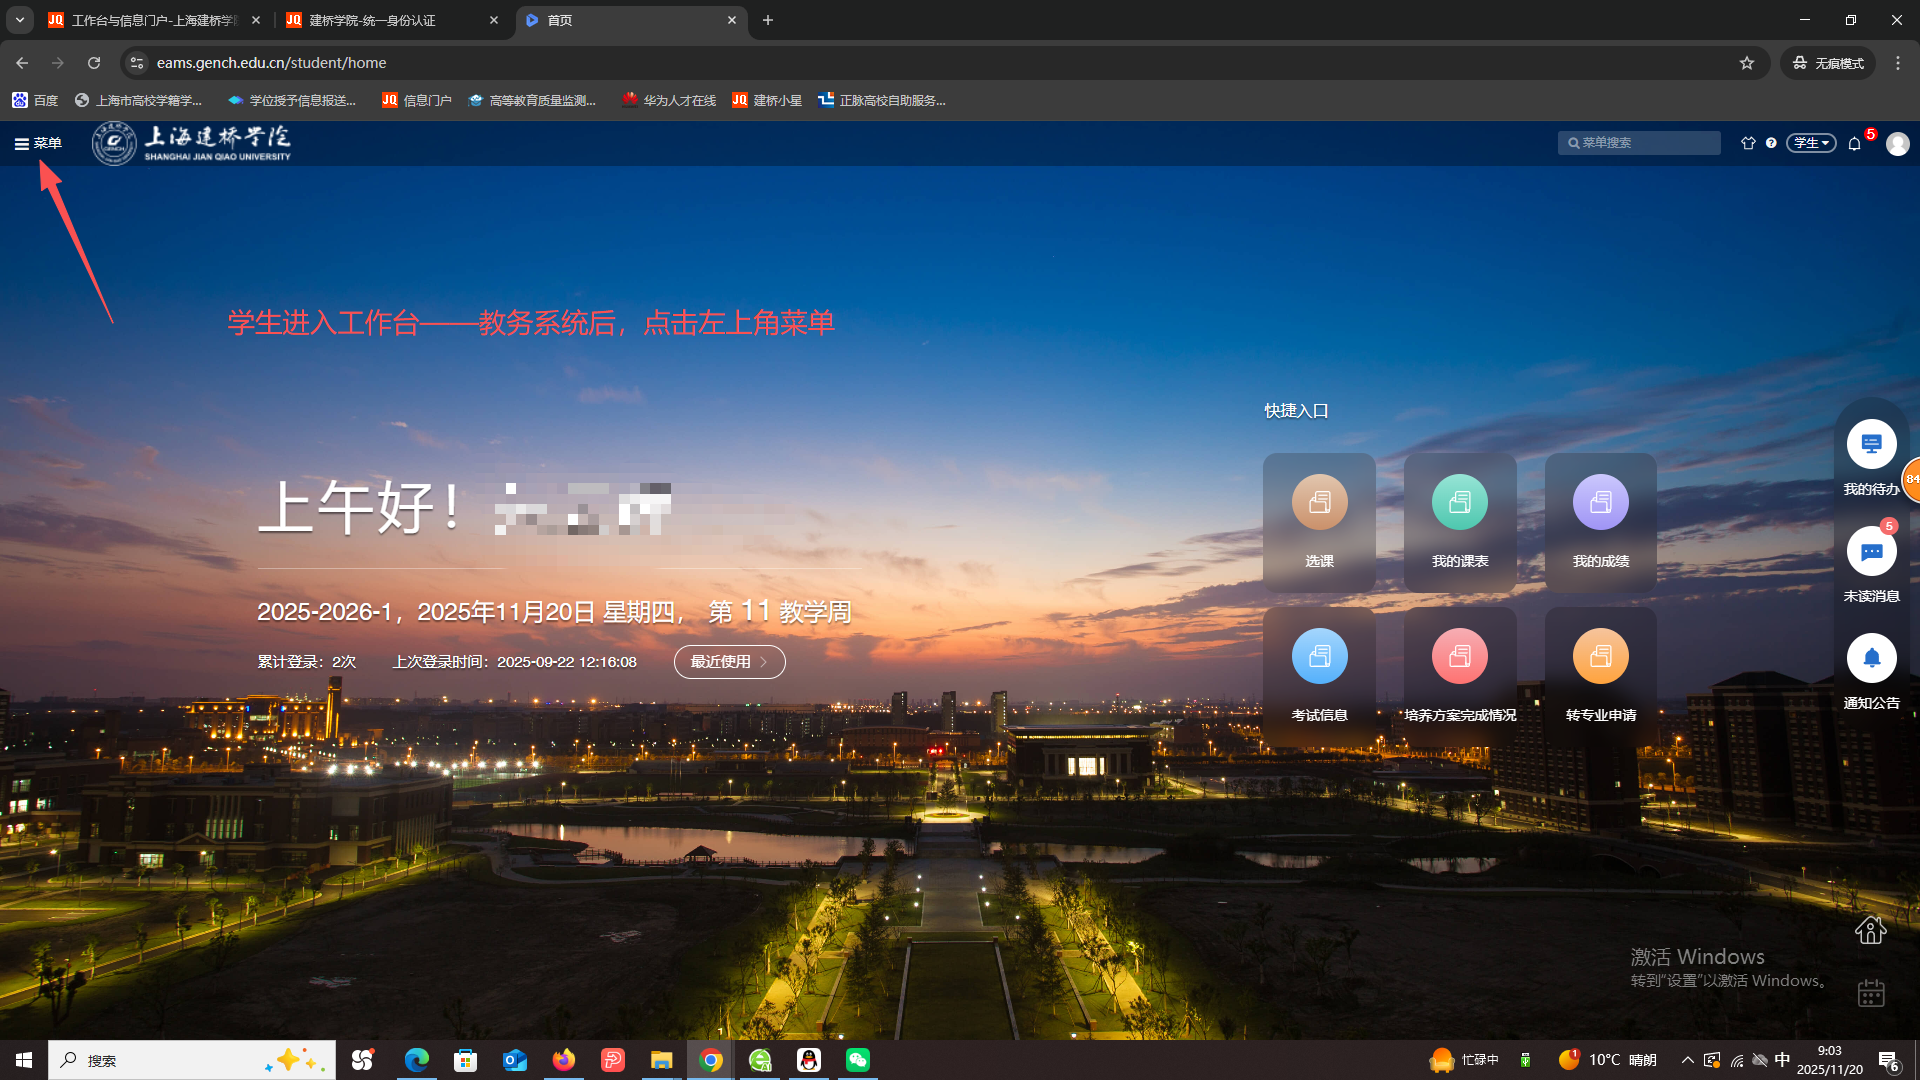 工作台与信息门户-上海建桥学院
建桥学院-统一身份认证
首页
eams.gench.edu.cn/student/home
无痕模式
百度
上海市高校学籍学...
学位授予信息报送...
JQ 信息门户
高等教育质量监测...
华为人才在线
JQ 建桥小星
正脉高校自助服务...
菜单
上海建桥学院
SHANGHAI JIAN QIAO UNIVERSITY
菜单搜索
学生
5
学生进入工作台——教务系统后，点击左上角菜单
快捷入口
上午好！
选课
我的课表
我的成绩
我的待办
84
5
未读消息
2025-2026-1，2025年11月20日 星期四， 第 11 教学周
累计登录：2次 上次登录时间：2025-09-22 12:16:08 最近使用
考试信息
培养方案完成情况
转专业申请
通知公告
激活 Windows
转到"设置"以激活 Windows。
搜索
忙碌中
1
10°C 晴朗
中
9:03
2025/11/20
6